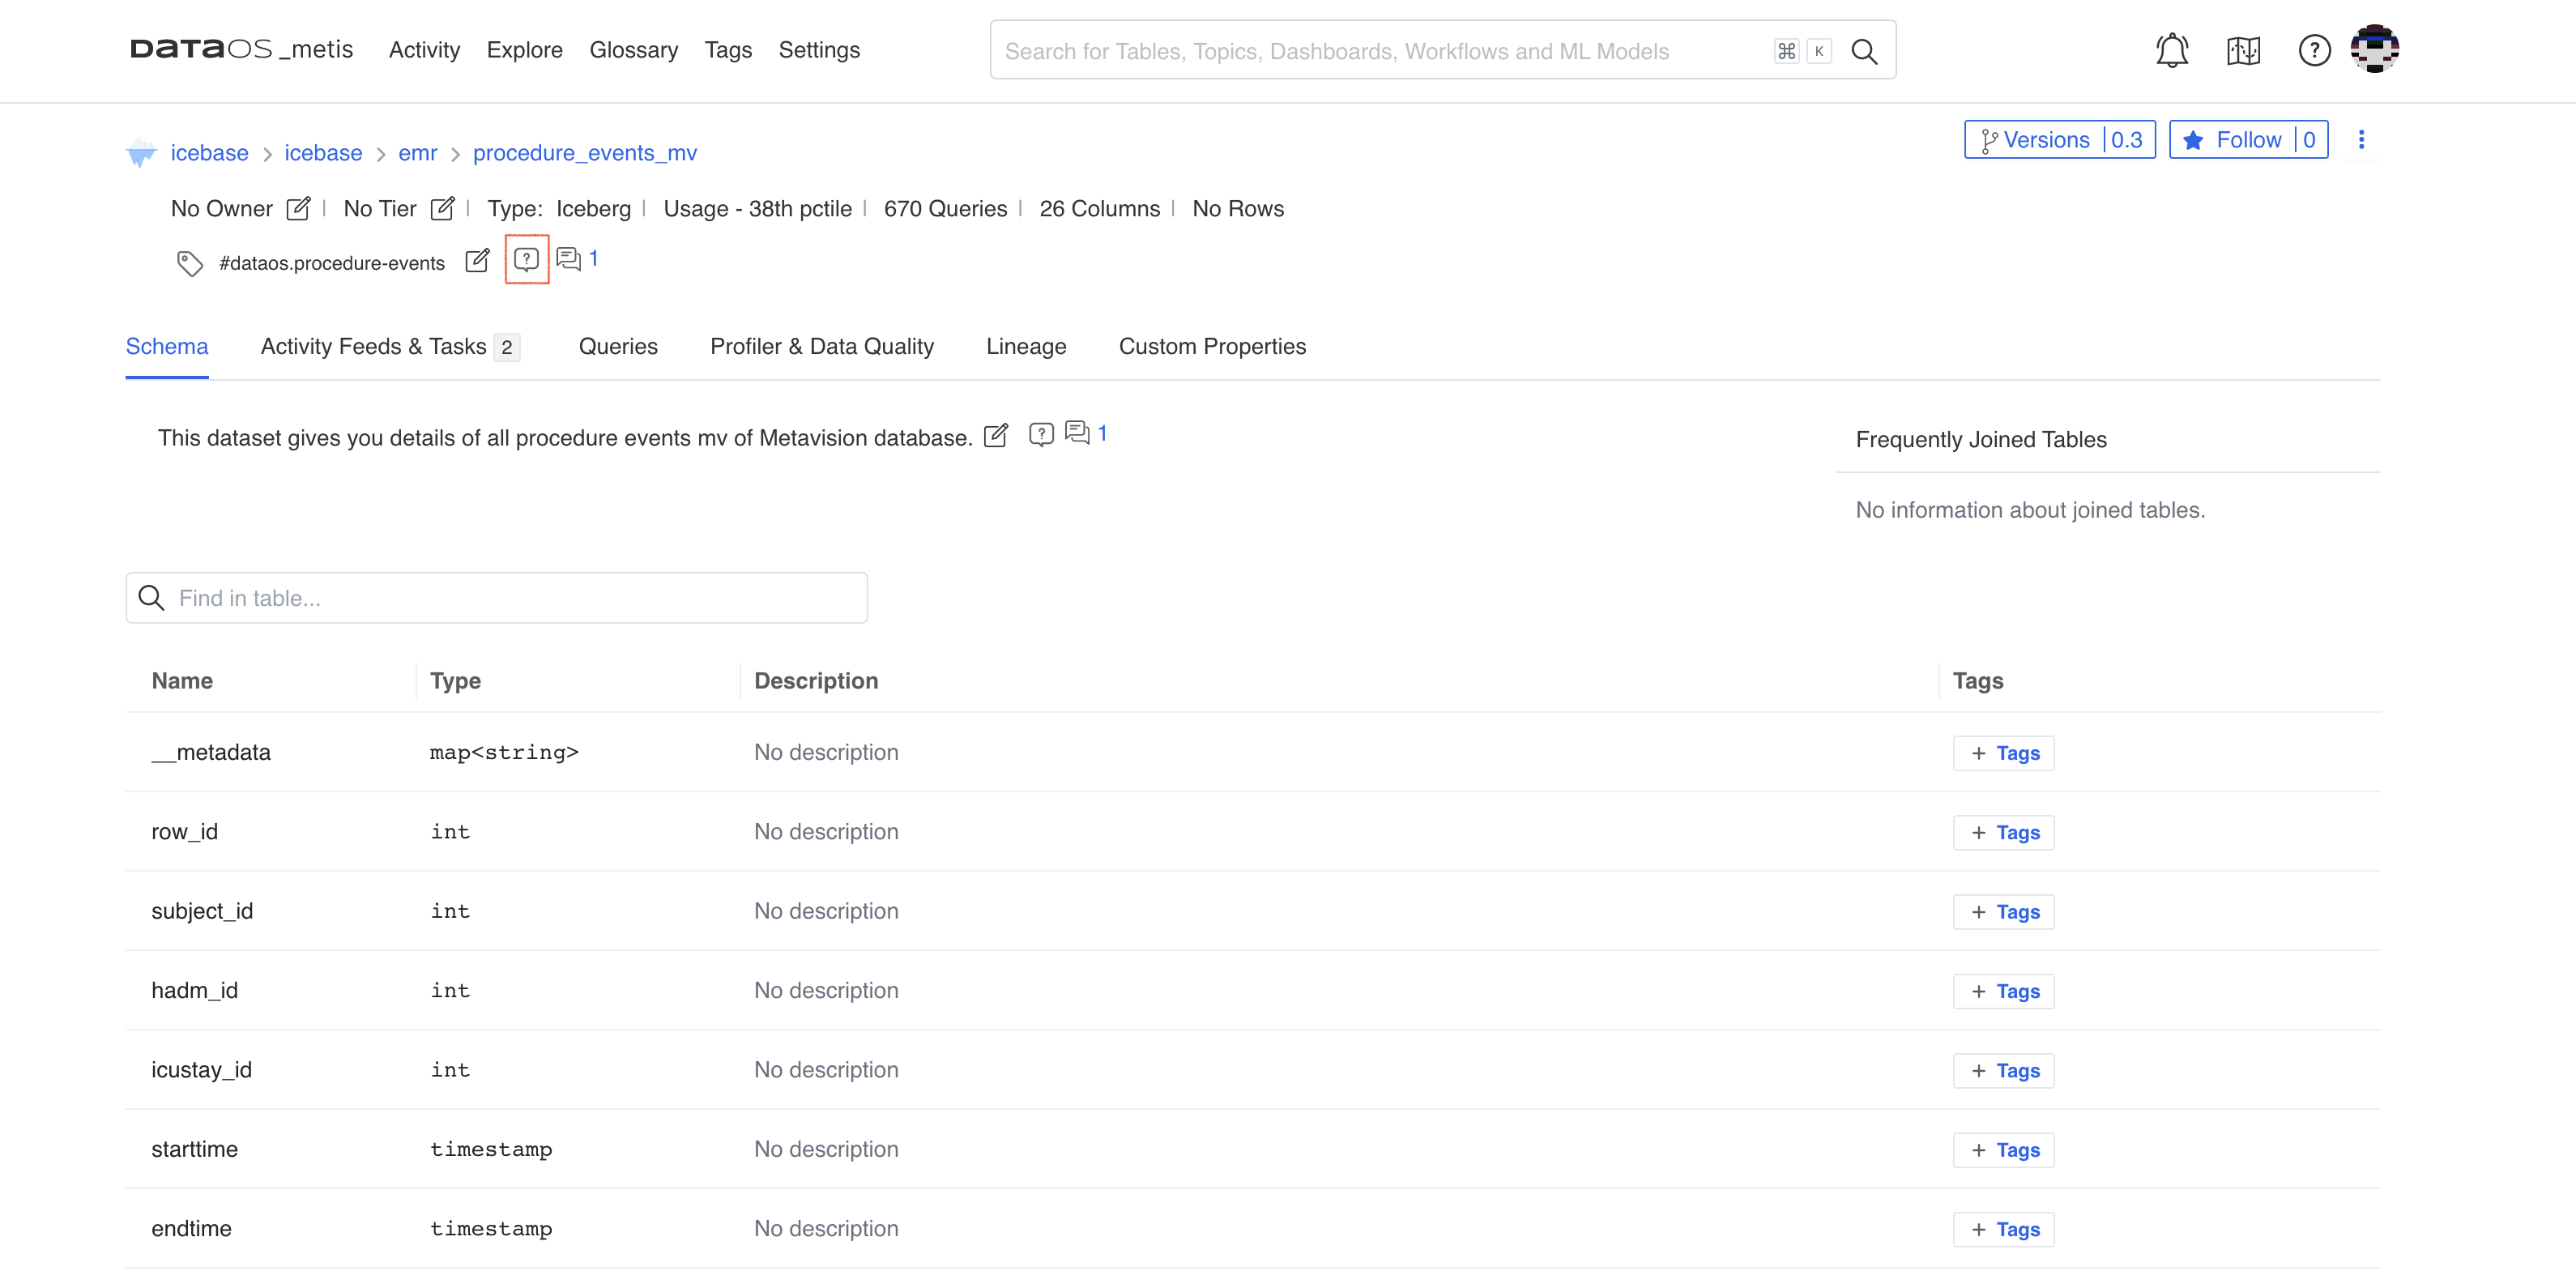 DATAOS _metis Activity Explore Glossary Tags Settings Search for Tables, Topics, Dashboards, Workflows and ML Models ⌘ K ?
icebase > icebase > emr > procedure_events_mv Versions | 0.3 Follow | 0
No Owner | No Tier | Type: Iceberg | Usage - 38th pctile | 670 Queries | 26 Columns | No Rows
#dataos.procedure-events ? 1
Schema Activity Feeds & Tasks 2 Queries Profiler & Data Quality Lineage Custom Properties
This dataset gives you details of all procedure events mv of Metavision database. ? 1
Frequently Joined Tables
No information about joined tables.
Find in table...
Name Type Description Tags
__metadata map<string> No description + Tags
row_id int No description + Tags
subject_id int No description + Tags
hadm_id int No description + Tags
icustay_id int No description + Tags
starttime timestamp No description + Tags
endtime timestamp No description + Tags